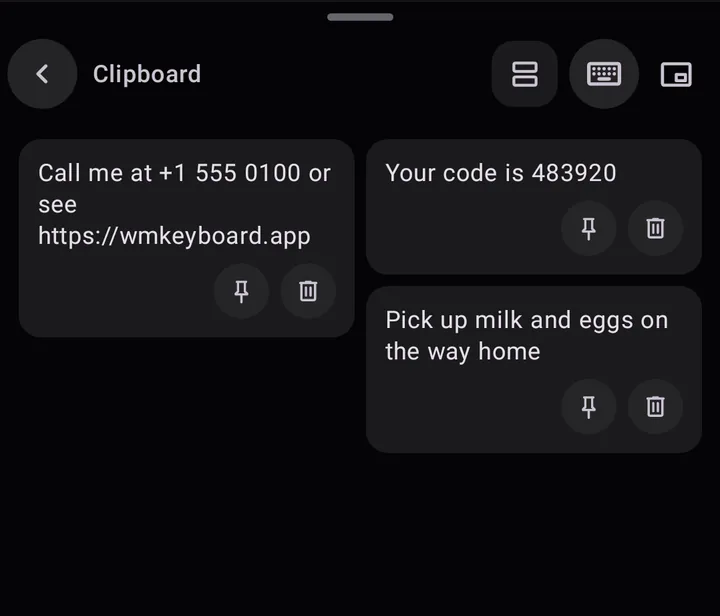 Clipboard
Call me at +1 555 0100 or
see
https://wmkeyboard.app
Your code is 483920
Pick up milk and eggs on
the way home